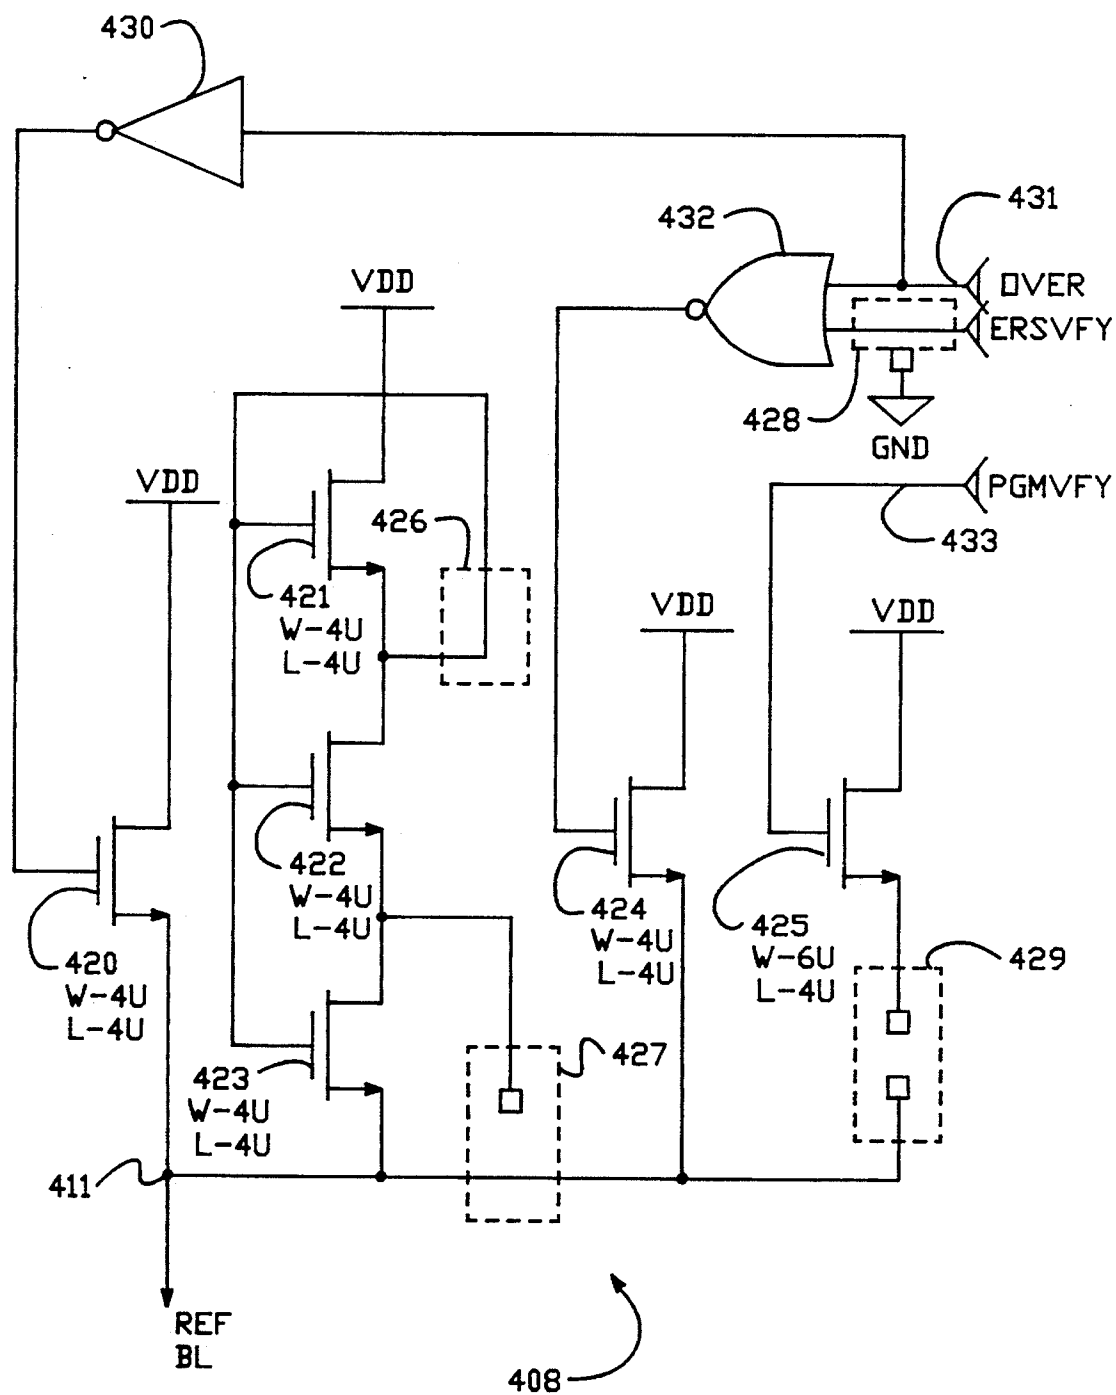 430
431
432
OVER
VDD
ERSVFY
428
GND
VDD
PGMVFY
426
433
421
W-4U
L-4U
VDD
VDD
422
W-4U
L-4U
424
W-4U
L-4U
425
W-6U
L-4U
429
420
W-4U
L-4U
427
423
W-4U
L-4U
411
REF
BL
408